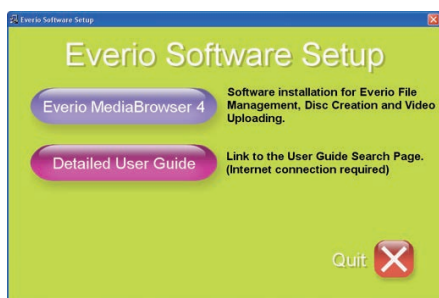 Everio Software Setup
Everio Software Setup
Everio MediaBrowser 4
Software installation for Everio File
Management, Disc Creation and Video
Uploading.
Detailed User Guide
Link to the User Guide Search Page.
(Internet connection required)
Quit